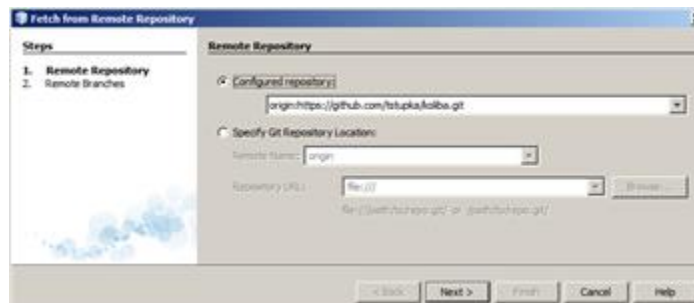 Fetch from Remote Repository
Steps
1. Remote Repository
2. Remote Branches
Remote Repository
Configured repository:
origin:https://github.com/tstupka/koliba.git
Specify Git Repository Location:
Remote Name: origin
Repository URL: file:///
Browse...
file:///path/to/repo.git/ or /path/to/repo.git/
< Back Next > Finish Cancel Help